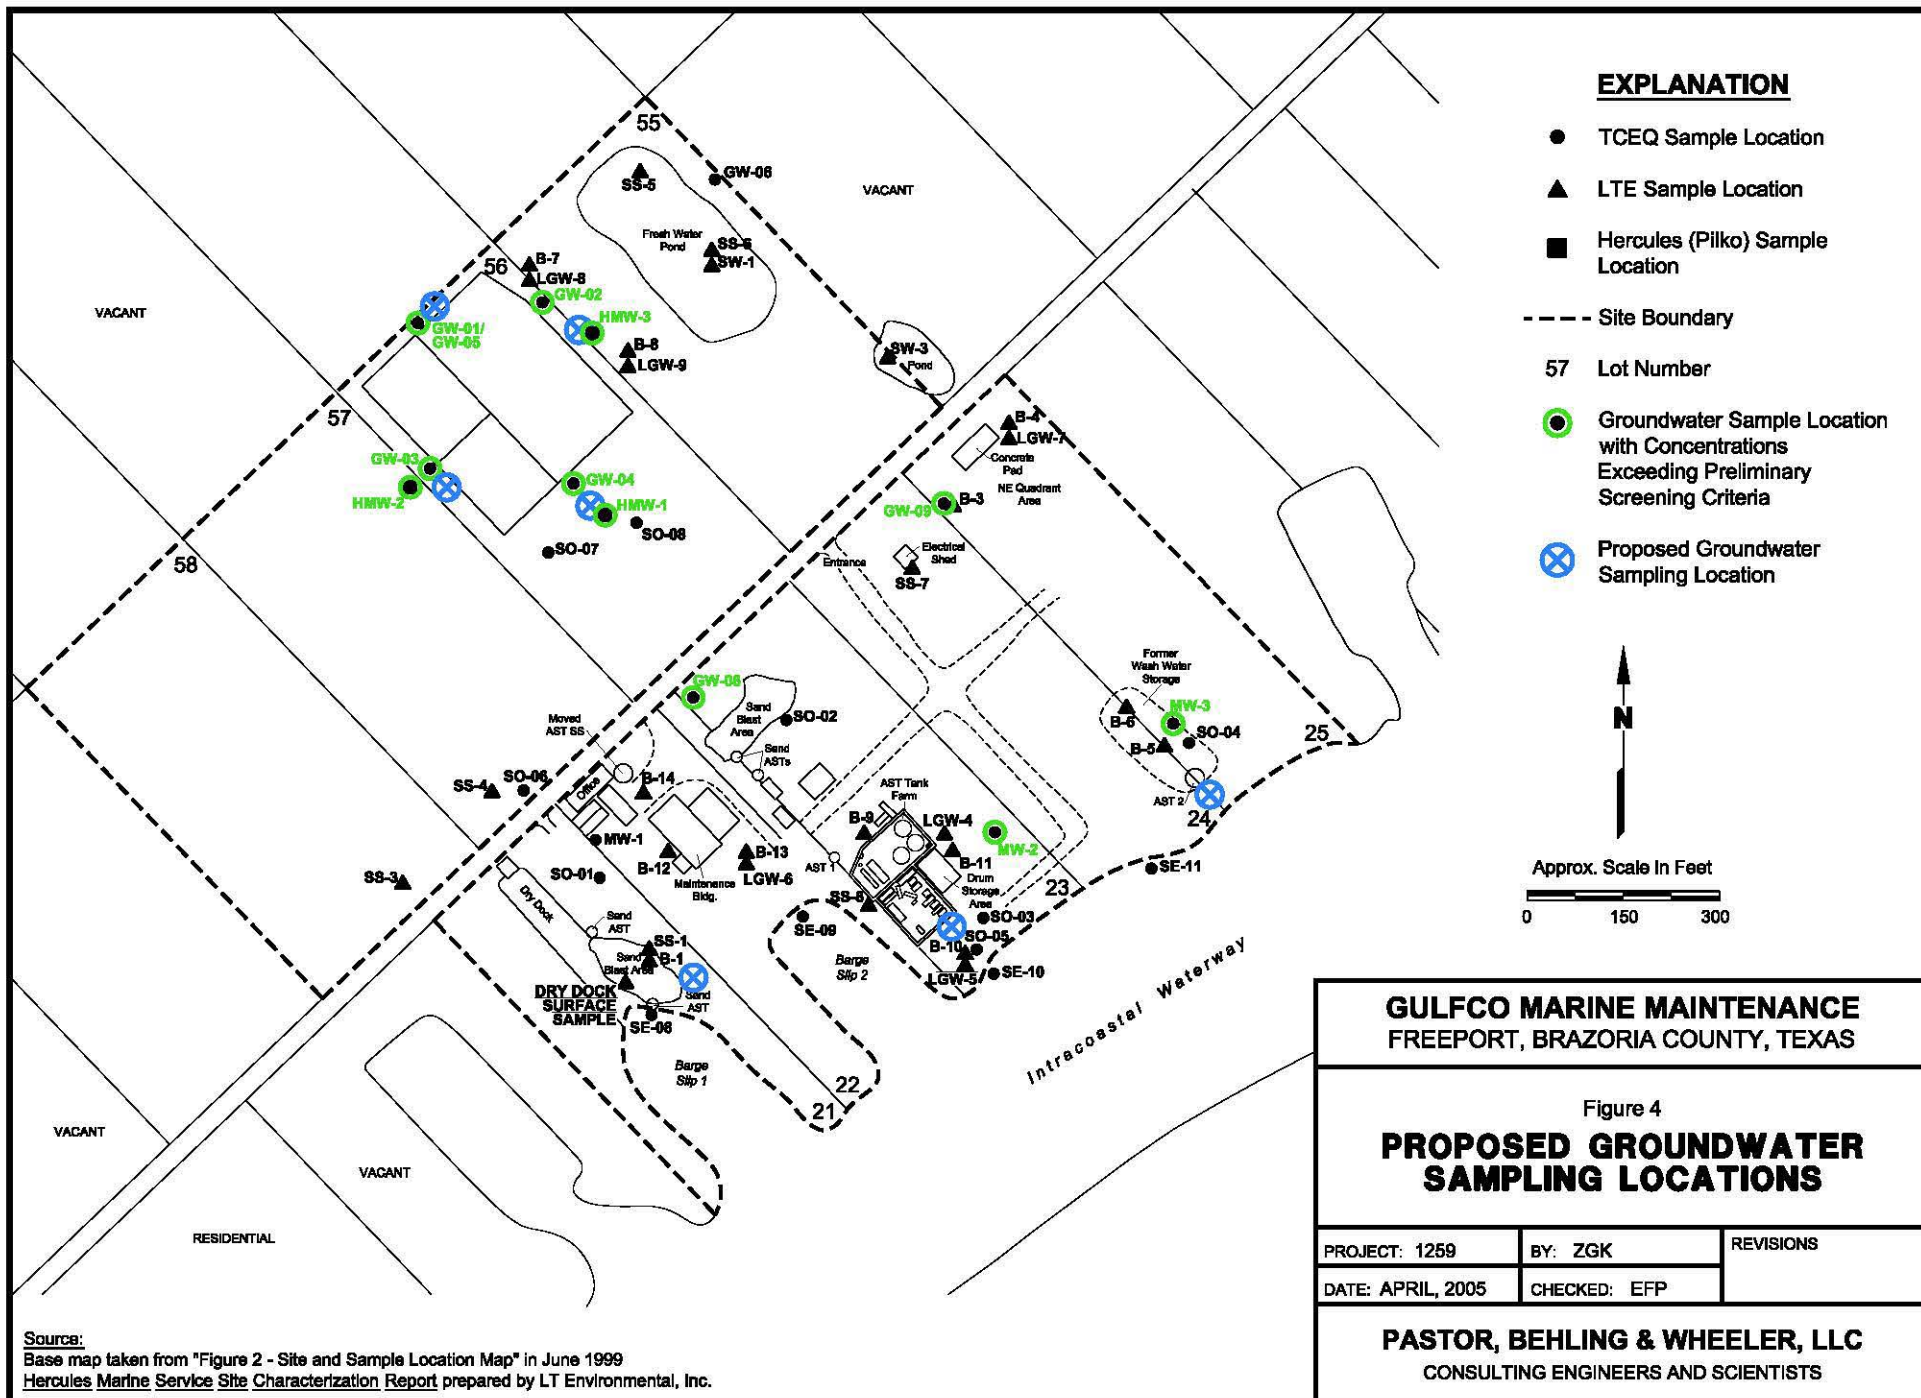 EXPLANATION
TCEQ Sample Location
LTE Sample Location
Hercules (Pilko) Sample
Location
Site Boundary
57 Lot Number
Groundwater Sample Location
with Concentrations
Exceeding Preliminary
Screening Criteria
Proposed Groundwater
Sampling Location
N
Approx. Scale In Feet
0 150 300
55
SS-5
GW-06
VACANT
Fresh Water
Pond
SS-6
SW-1
56
B-7
LGW-8
GW-02
HMW-3
VACANT
GW-01/
GW-05
B-8
LGW-9
SW-3
Pond
57
B-4
LGW-7
Concrete
Pad
NE Quadrant
Area
GW-03
HMW-2
GW-04
HMW-1
SO-08
SO-07
GW-09
B-3
58
Entrance
Electrical
Shed
SS-7
Former
Wash Water
Storage
GW-08
Sand
Blast
Area
SO-02
Moved
AST SS
Sand
ASTs
B-6
MW-3
SO-04
B-5
25
SS-4
SO-06
Office
B-14
AST Tank
Farm
AST 2
24
B-9
LGW-4
MW-2
MW-1
B-12
B-13
LGW-6
AST 1
B-11
SE-11
SS-3
SO-01
Maintenance
Bldg.
Drum
Storage
Area
23
Dry Dock
SS-8
Sand
AST
SE-09
SO-03
SO-05
B-10
SS-1
B-1
Sand
Blast Area
Barge
Slip 2
LGW-5
SE-10
DRY DOCK
SURFACE
SAMPLE
Sand
AST
SE-06
Intracoastal Waterway
Barge
Slip 1
22
21
VACANT
VACANT
RESIDENTIAL
GULFCO MARINE MAINTENANCE
FREEPORT, BRAZORIA COUNTY, TEXAS
Figure 4
PROPOSED GROUNDWATER
SAMPLING LOCATIONS
PROJECT: 1259
BY: ZGK
REVISIONS
DATE: APRIL, 2005
CHECKED: EFP
PASTOR, BEHLING & WHEELER, LLC
CONSULTING ENGINEERS AND SCIENTISTS
Source:
Base map taken from "Figure 2 - Site and Sample Location Map" in June 1999
Hercules Marine Service Site Characterization Report prepared by LT Environmental, Inc.